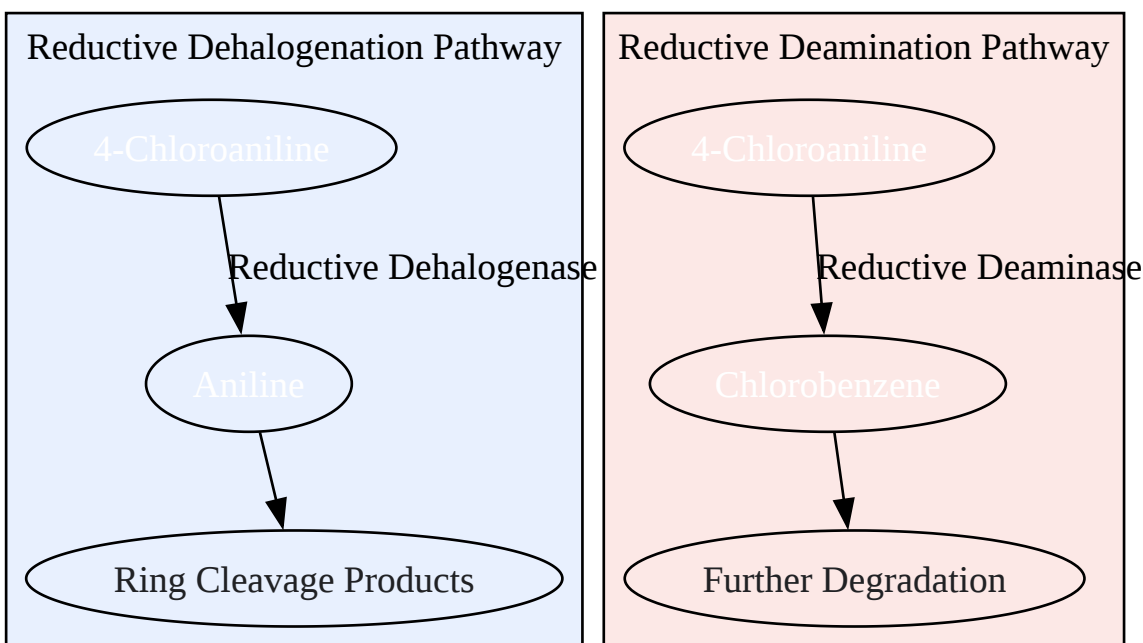 Reductive Dehalogenation Pathway
4-Chloroaniline
Reductive Dehalogenase
Aniline
Ring Cleavage Products
Reductive Deamination Pathway
4-Chloroaniline
Reductive Deaminase
Chlorobenzene
Further Degradation